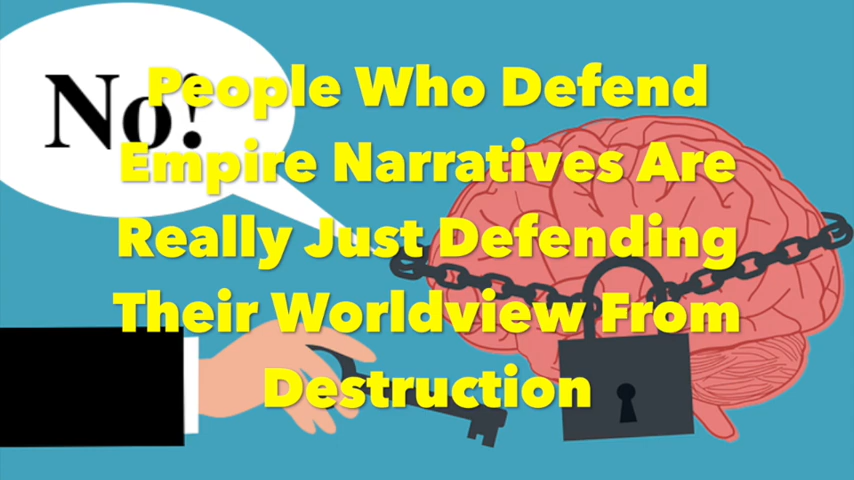 No!
People Who Defend
Empire Narratives Are
Really Just Defending
Their Worldview From
Destruction